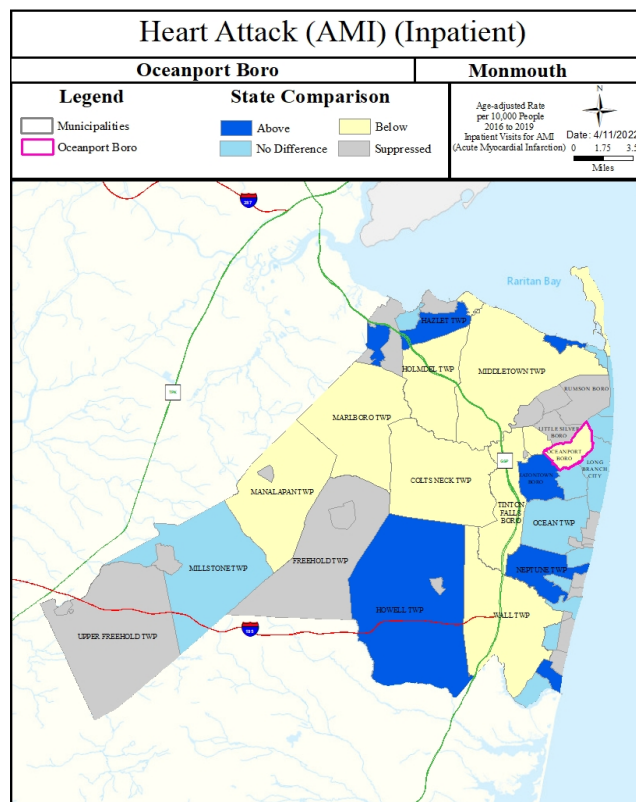 Heart Attack (AMI) (Inpatient)
Oceanport Boro
Monmouth
Legend
Municipalities
Oceanport Boro
State Comparison
Above
Below
No Difference
Suppressed
Age-adjusted Rate
per 10,000 People
2016 to 2019
Inpatient Visits for AMI
(Acute Myocardial Infarction)
N
Date: 4/11/2022
0 1.75 3.5
Miles
287
Raritan Bay
HAZLET TWP
HOLMDEL TWP
MIDDLETOWN TWP
RUMSON BORO
MARLBORO TWP
LITTLE SILVER
BORO
OCEANPORT
BORO
GSP
LONG
BRANCH
CITY
COLTS NECK TWP
MANALAPAN TWP
TINTON
FALLS
BORO
OCEAN TWP
FREEHOLD TWP
MILLSTONE TWP
NEPTUNE TWP
HOWELL TWP
WALL TWP
195
UPPER FREEHOLD TWP